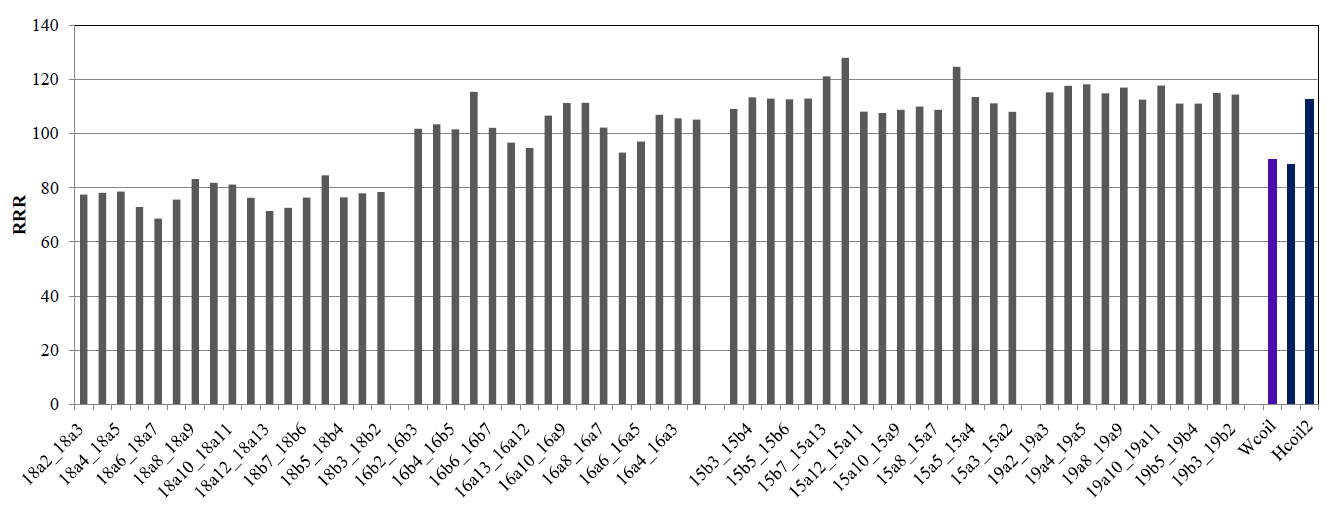 140
120
100
80
60
40
20
0
RRR
18a2_18a3
18a4_18a5
18a6_18a7
18a8_18a9
18a10_18a11
18a12_18a13
18b7_18b6
18b5_18b4
18b3_18b2
16b2_16b3
16b4_16b5
16b6_16b7
16a13_16a12
16a10_16a9
16a8_16a7
16a6_16a5
16a4_16a3
15b3_15b4
15b5_15b6
15b7_15a13
15a12_15a11
15a10_15a9
15a8_15a7
15a5_15a4
15a3_15a2
19a2_19a3
19a4_19a5
19a8_19a9
19a10_19a11
19b5_19b4
19b3_19b2
Wcoil
Hcoil2